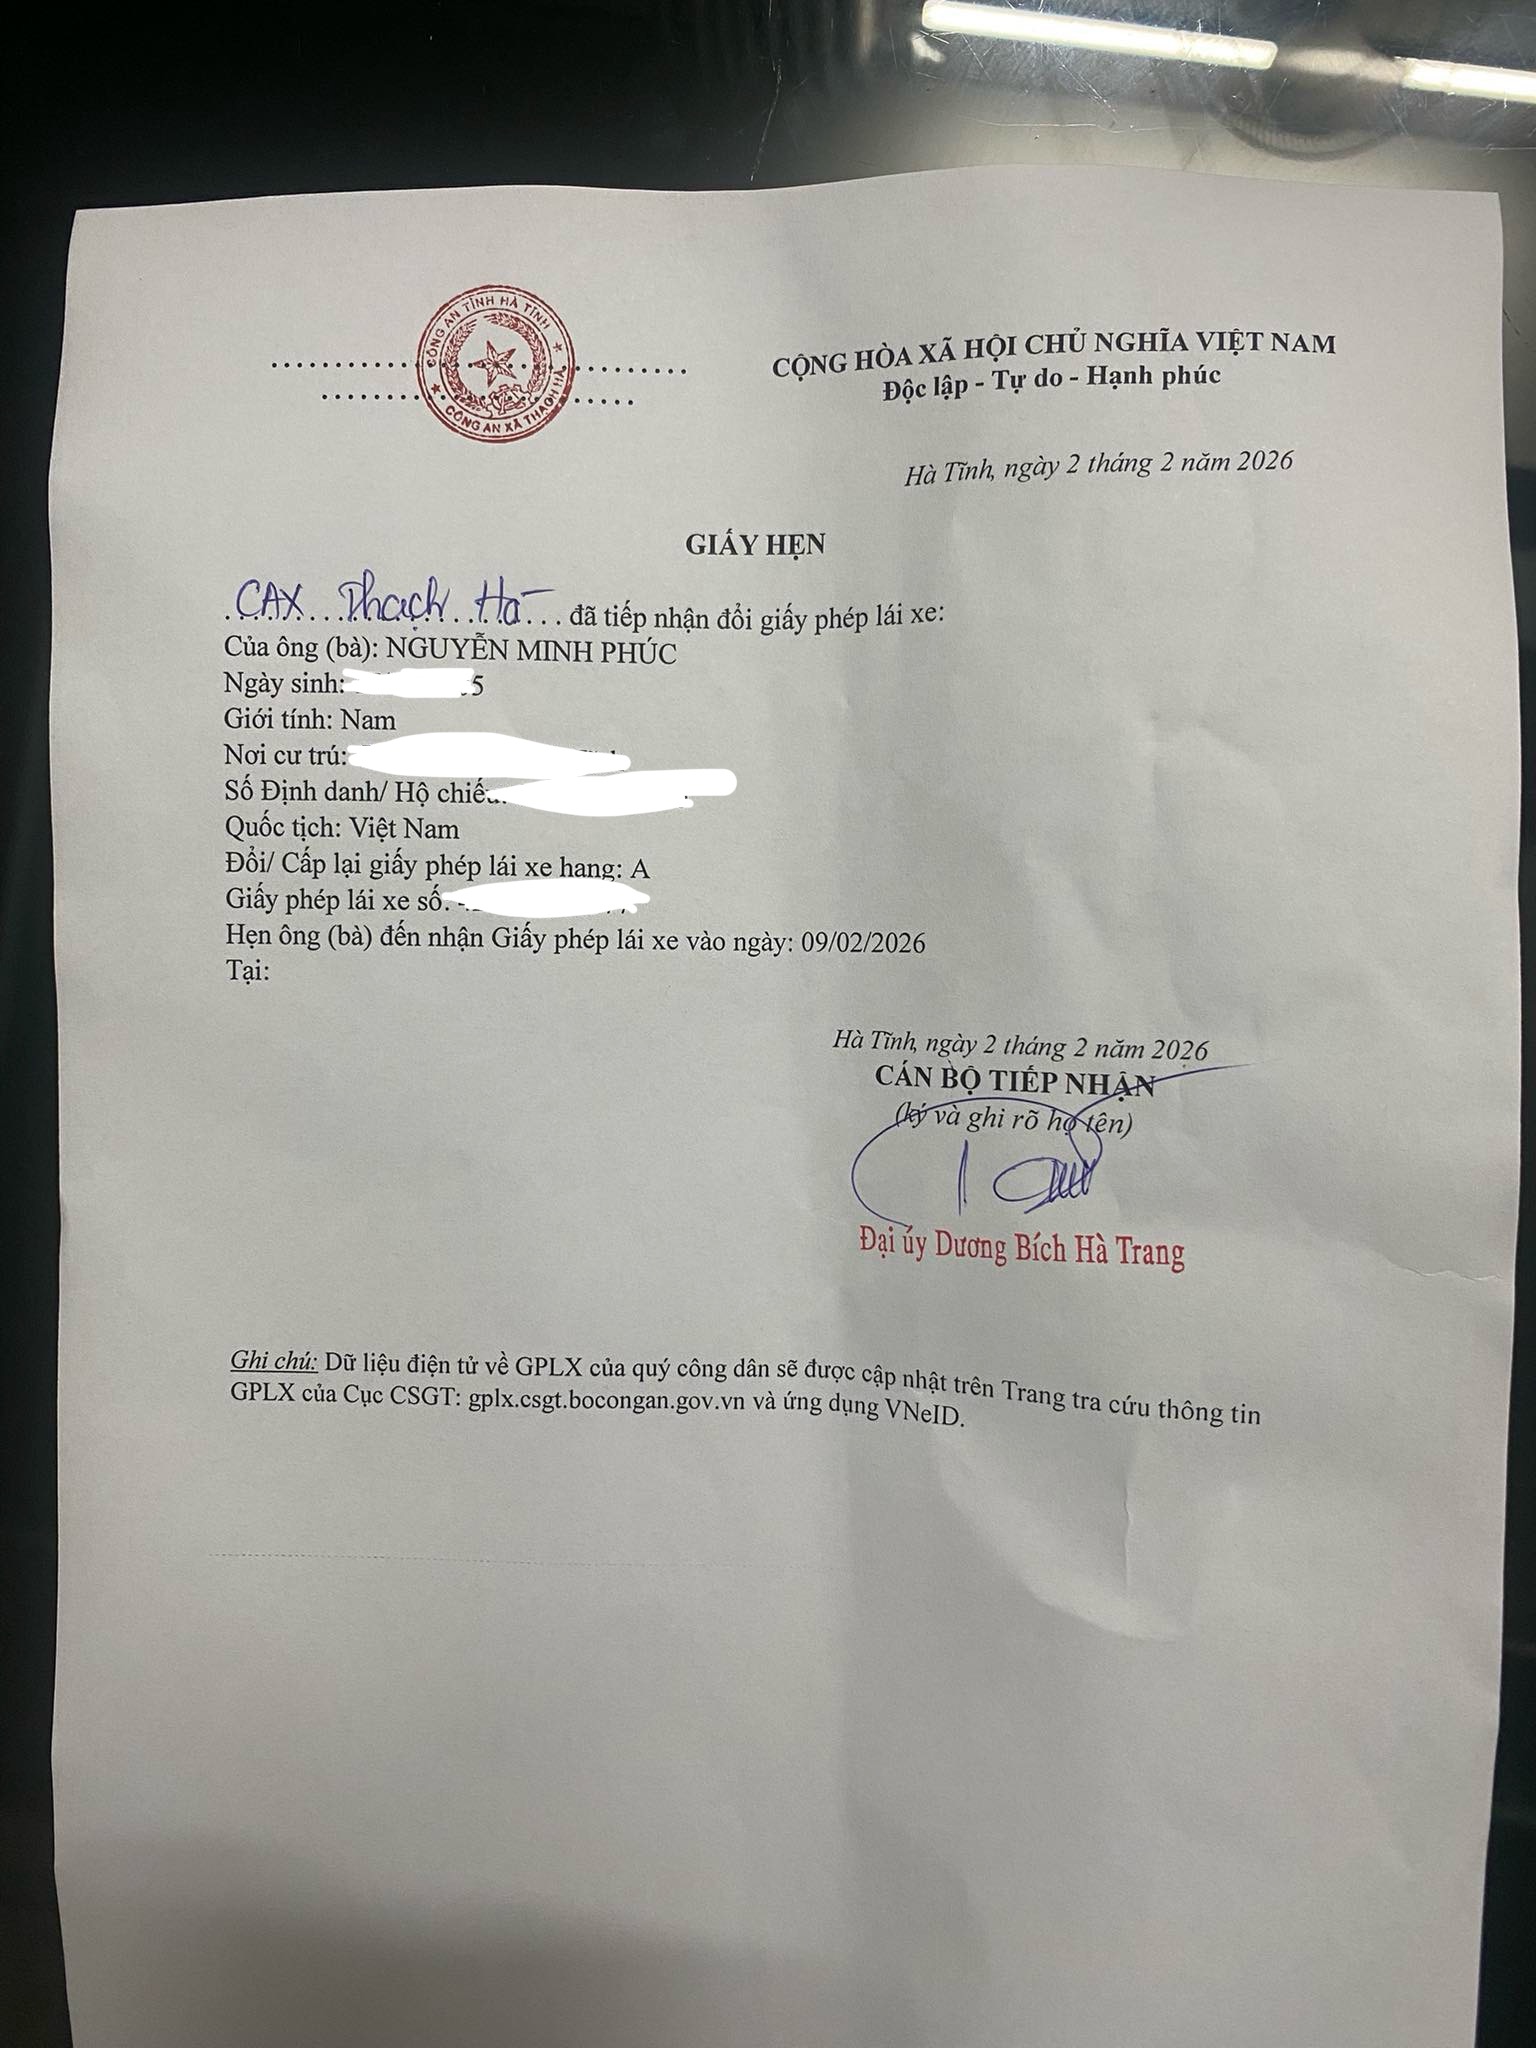 CÔNG AN TỈNH HÀ TĨNH
CÔNG AN XÃ THẠCH HÀ
CỘNG HÒA XÃ HỘI CHỦ NGHĨA VIỆT NAM
Độc lập - Tự do - Hạnh phúc
Hà Tĩnh, ngày 2 tháng 2 năm 2026
GIẤY HẸN
CAX Thạch Hà đã tiếp nhận đổi giấy phép lái xe:
Của ông (bà): NGUYỄN MINH PHÚC
Ngày sinh: 5
Giới tính: Nam
Nơi cư trú:
Số Định danh/ Hộ chiếu:
Quốc tịch: Việt Nam
Đổi/ Cấp lại giấy phép lái xe hang: A
Giấy phép lái xe số:
Hẹn ông (bà) đến nhận Giấy phép lái xe vào ngày: 09/02/2026
Tại:
Hà Tĩnh, ngày 2 tháng 2 năm 2026
CÁN BỘ TIẾP NHẬN
(ký và ghi rõ họ tên)
Đại úy Dương Bích Hà Trang
Ghi chú: Dữ liệu điện tử về GPLX của quý công dân sẽ được cập nhật trên Trang tra cứu thông tin
GPLX của Cục CSGT: gplx.csgt.bocongan.gov.vn và ứng dụng VNeID.